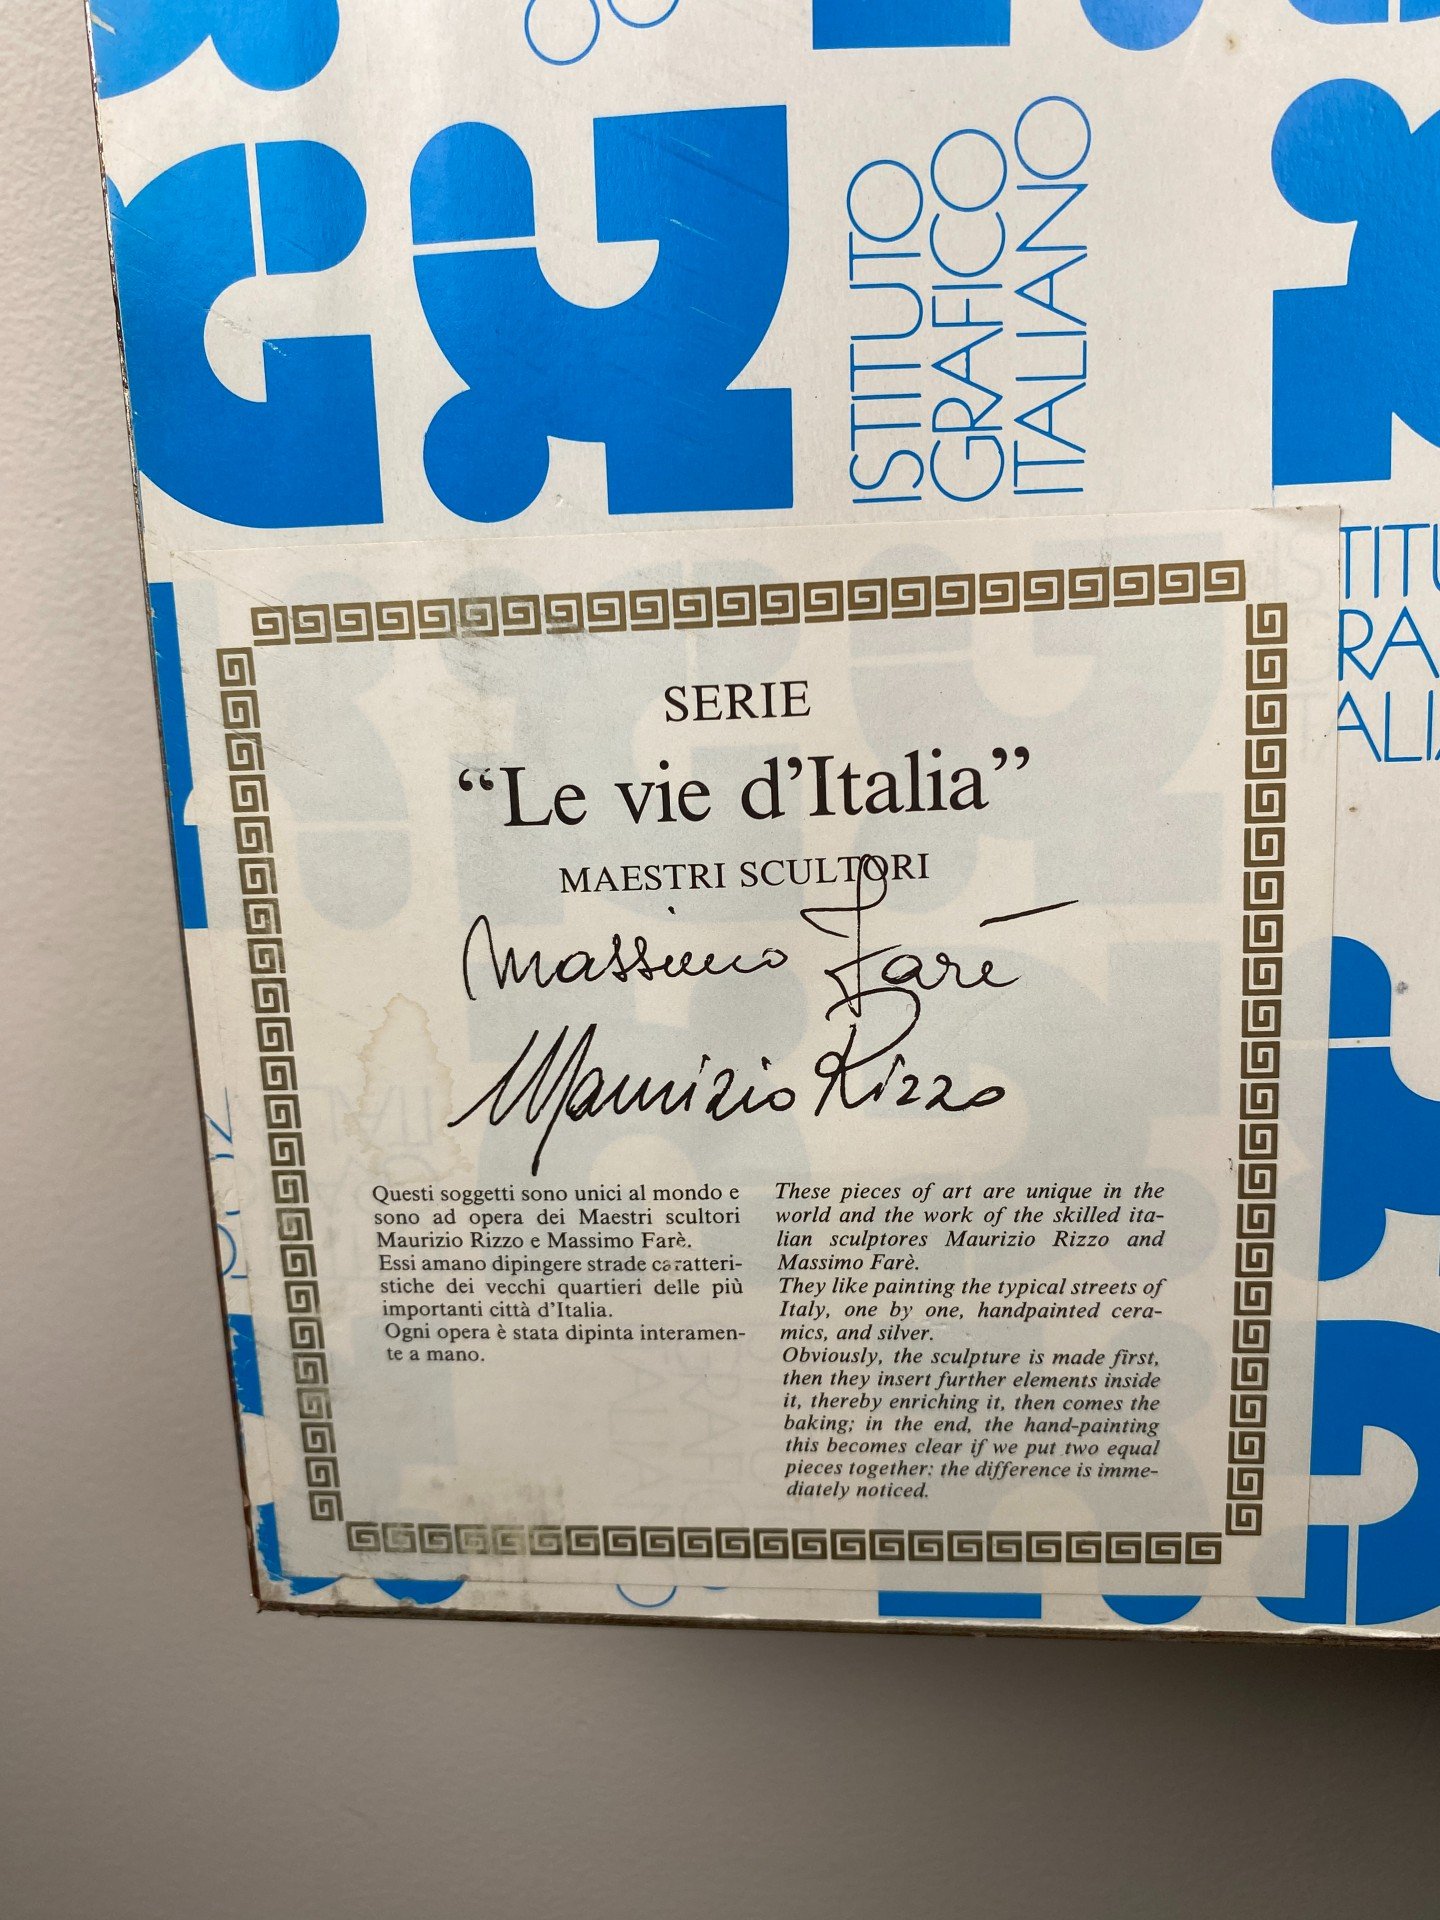 ISTITUTO
GRAFICO
ITALIANO
SERIE
“Le vie d’Italia”
MAESTRI SCULTORI
Massimo Farè
Maurizio Rizzo
Questi soggetti sono unici al mondo e
sono ad opera dei Maestri scultori
Maurizio Rizzo e Massimo Farè.
Essi amano dipingere strade caratteri-
stiche dei vecchi quartieri delle più
importanti città d’Italia.
Ogni opera è stata dipinta interamen-
te a mano.
These pieces of art are unique in the
world and the work of the skilled ita-
lian sculptores Maurizio Rizzo and
Massimo Farè.
They like painting the typical streets of
Italy, one by one, handpainted cera-
mics, and silver.
Obviously, the sculpture is made first,
then they insert further elements inside
it, thereby enriching it, then comes the
baking; in the end, the hand-painting
this becomes clear if we put two equal
pieces together: the difference is imme-
diately noticed.